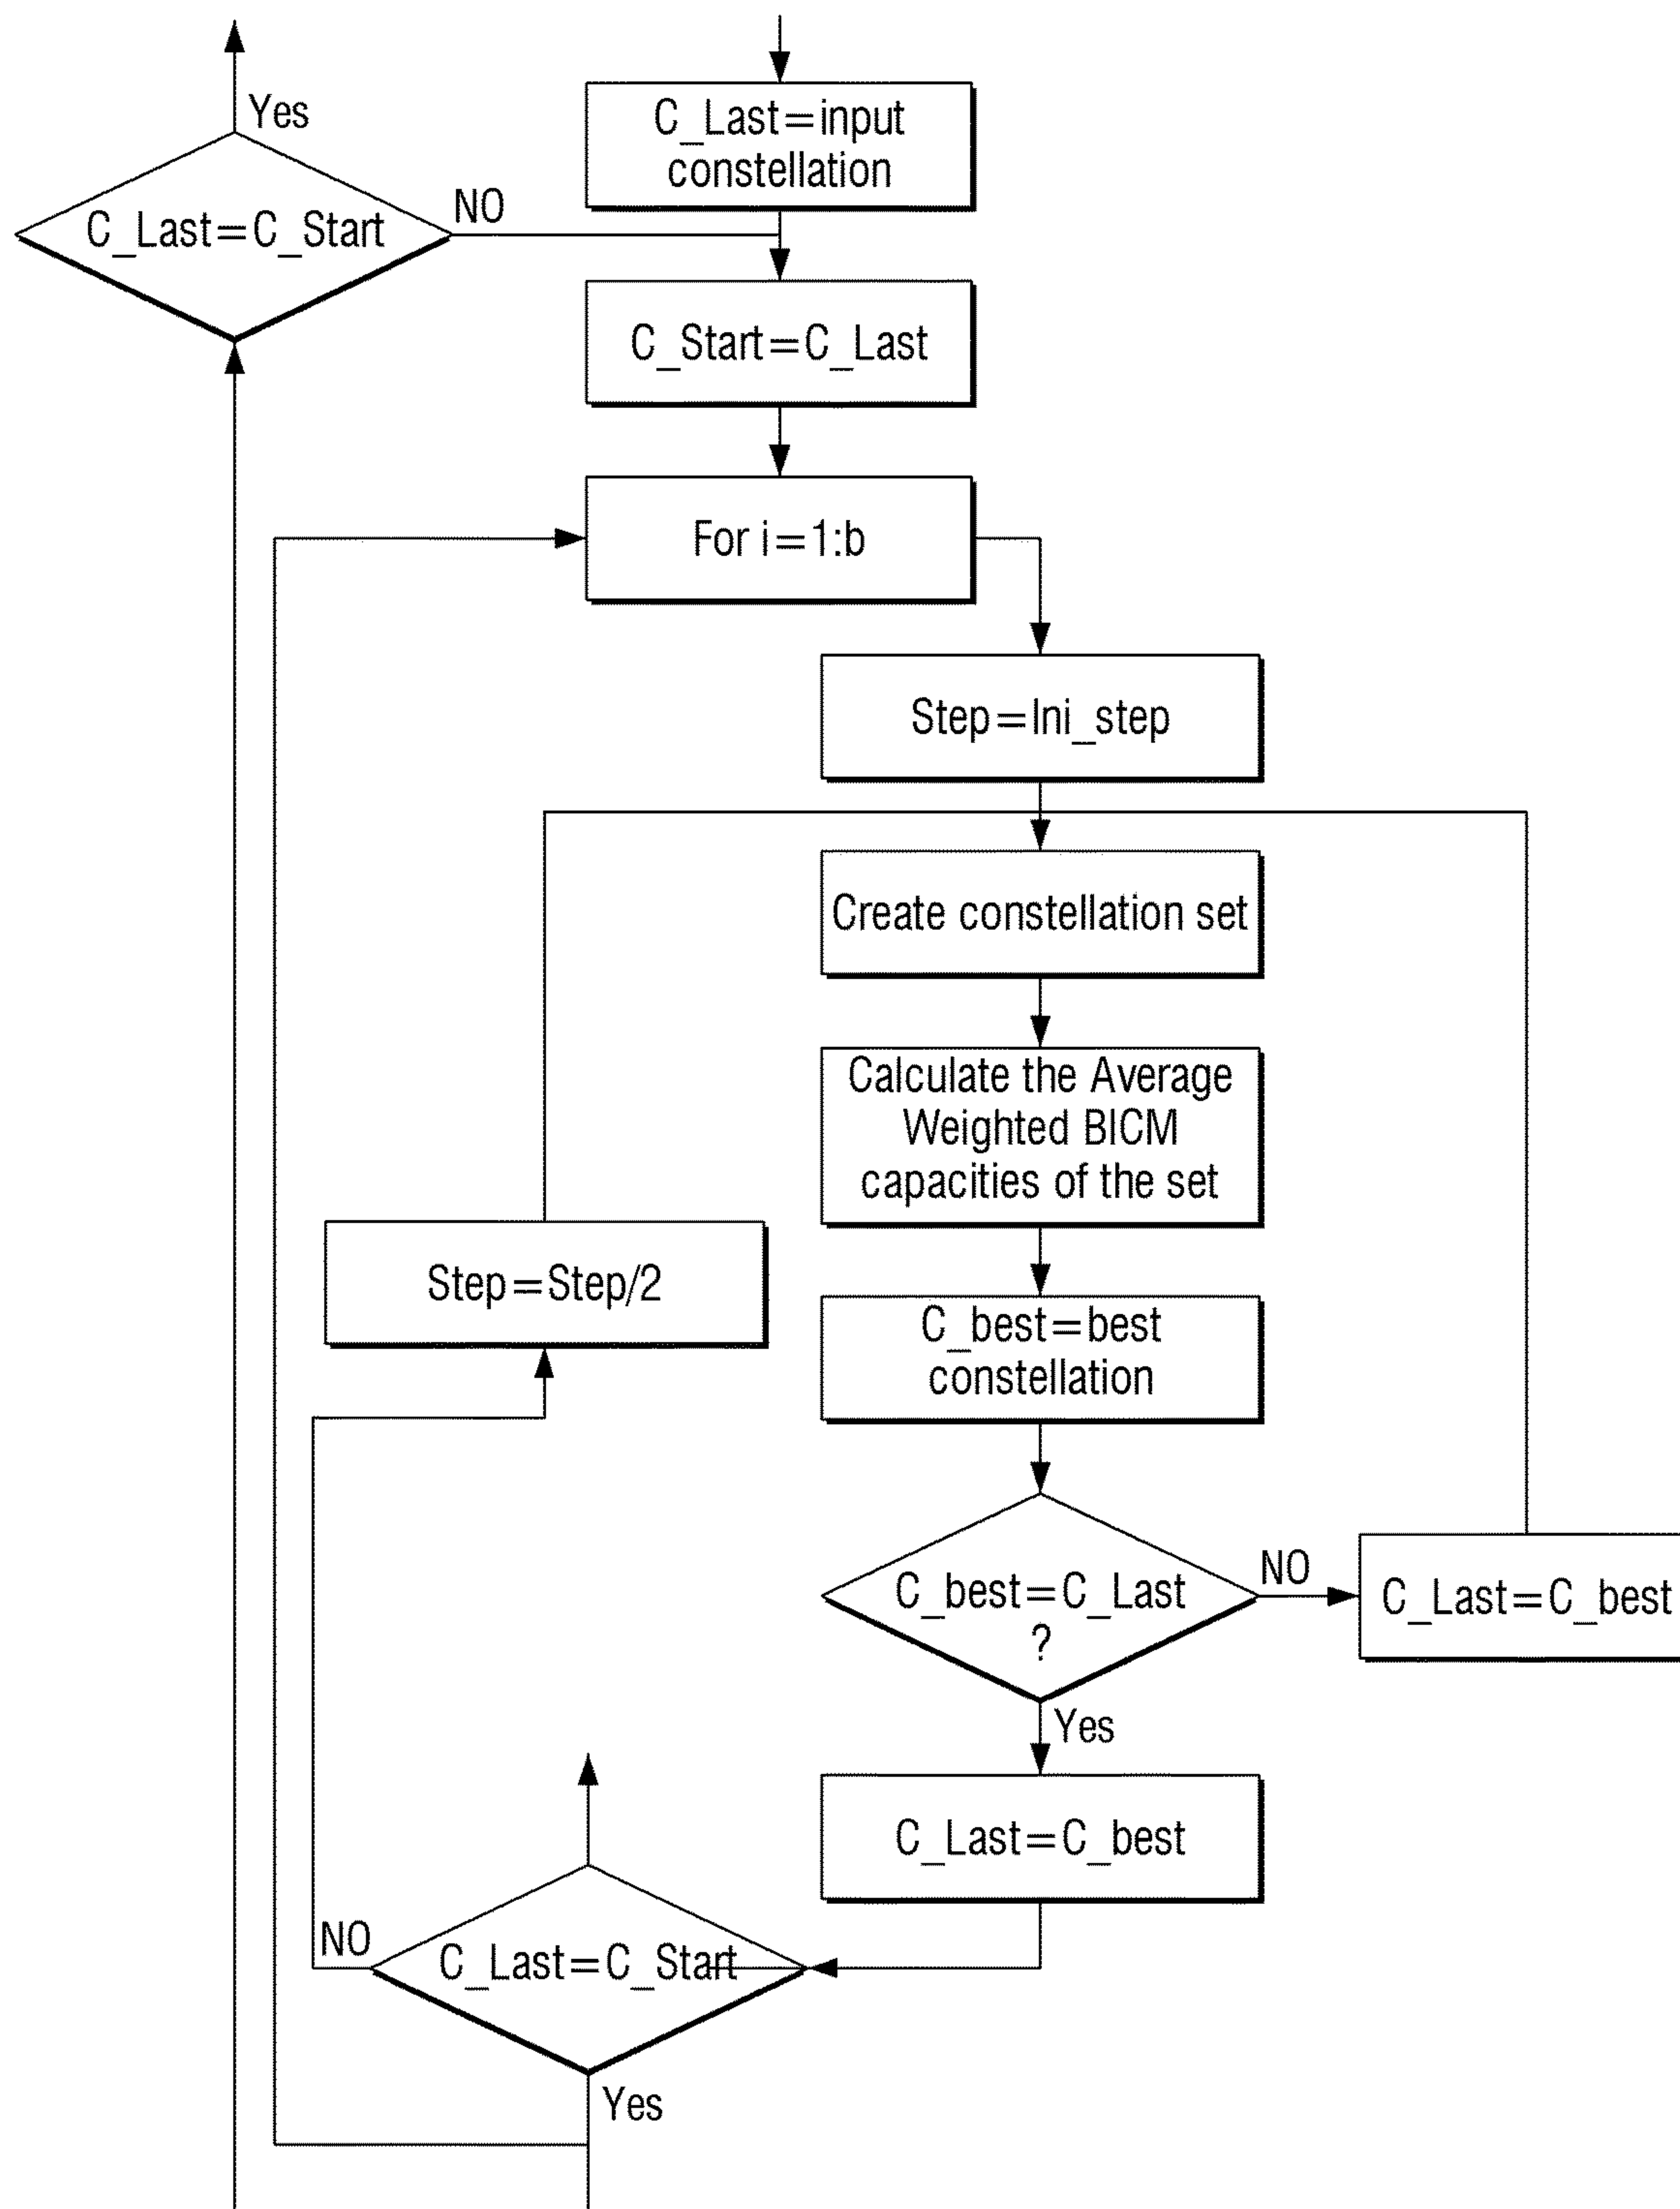 Yes
C_Last=input
constellation
C_Last=C_Start
NO
C_Start=C_Last
For i=1:b
Step=Ini_step
Create constellation set
Calculate the Average
Weighted BICM
capacities of the set
Step=Step/2
C_best=best
constellation
C_best=C_Last
?
NO
C_Last=C_best
Yes
C_Last=C_best
NO
C_Last=C_Start
Yes